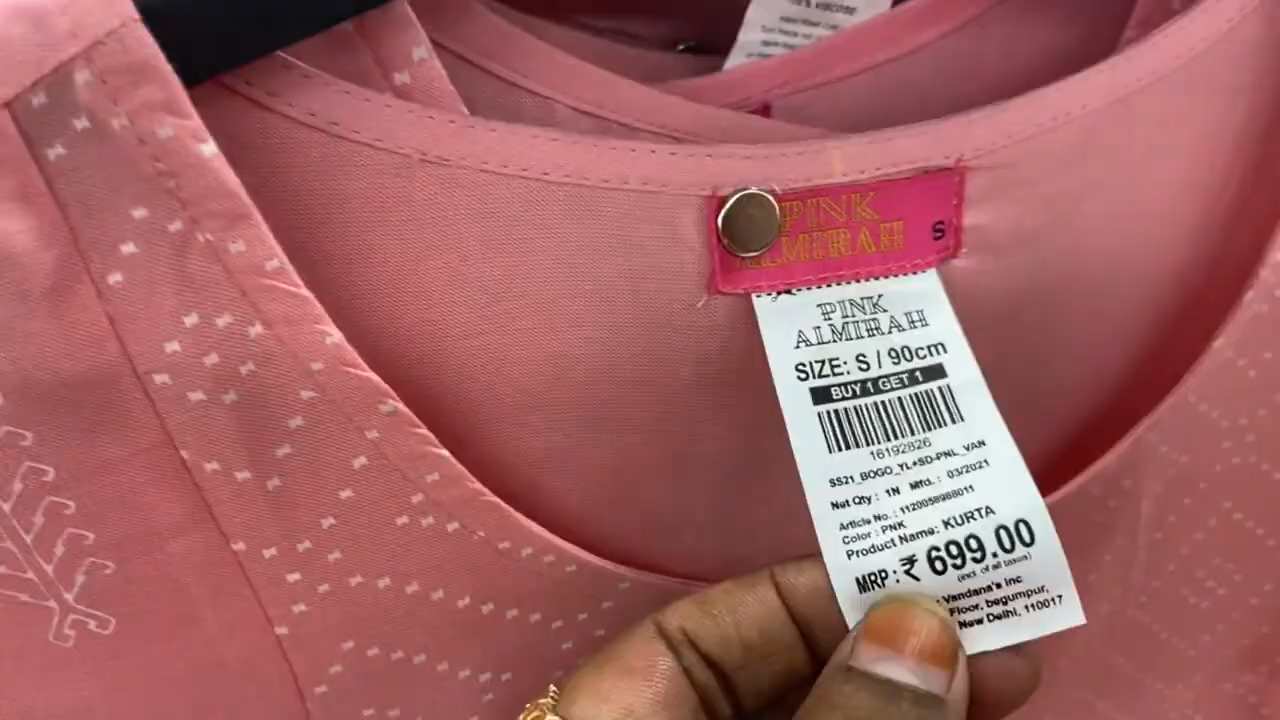 PINK
ALMIRAH
S
PINK
ALMIRAH
SIZE: S / 90cm
BUY 1 GET 1
16192826
SS21_BOGO_YL+SD-PNL_VAN
Net Qty : 1N Mfd.: 03/2021
Article No. : 1120058988011
Color : PNK
Product Name: KURTA
MRP : ₹ 699.00
(incl. of all taxes)
: Vandana's Inc
Floor, begumpur,
New Delhi, 110017